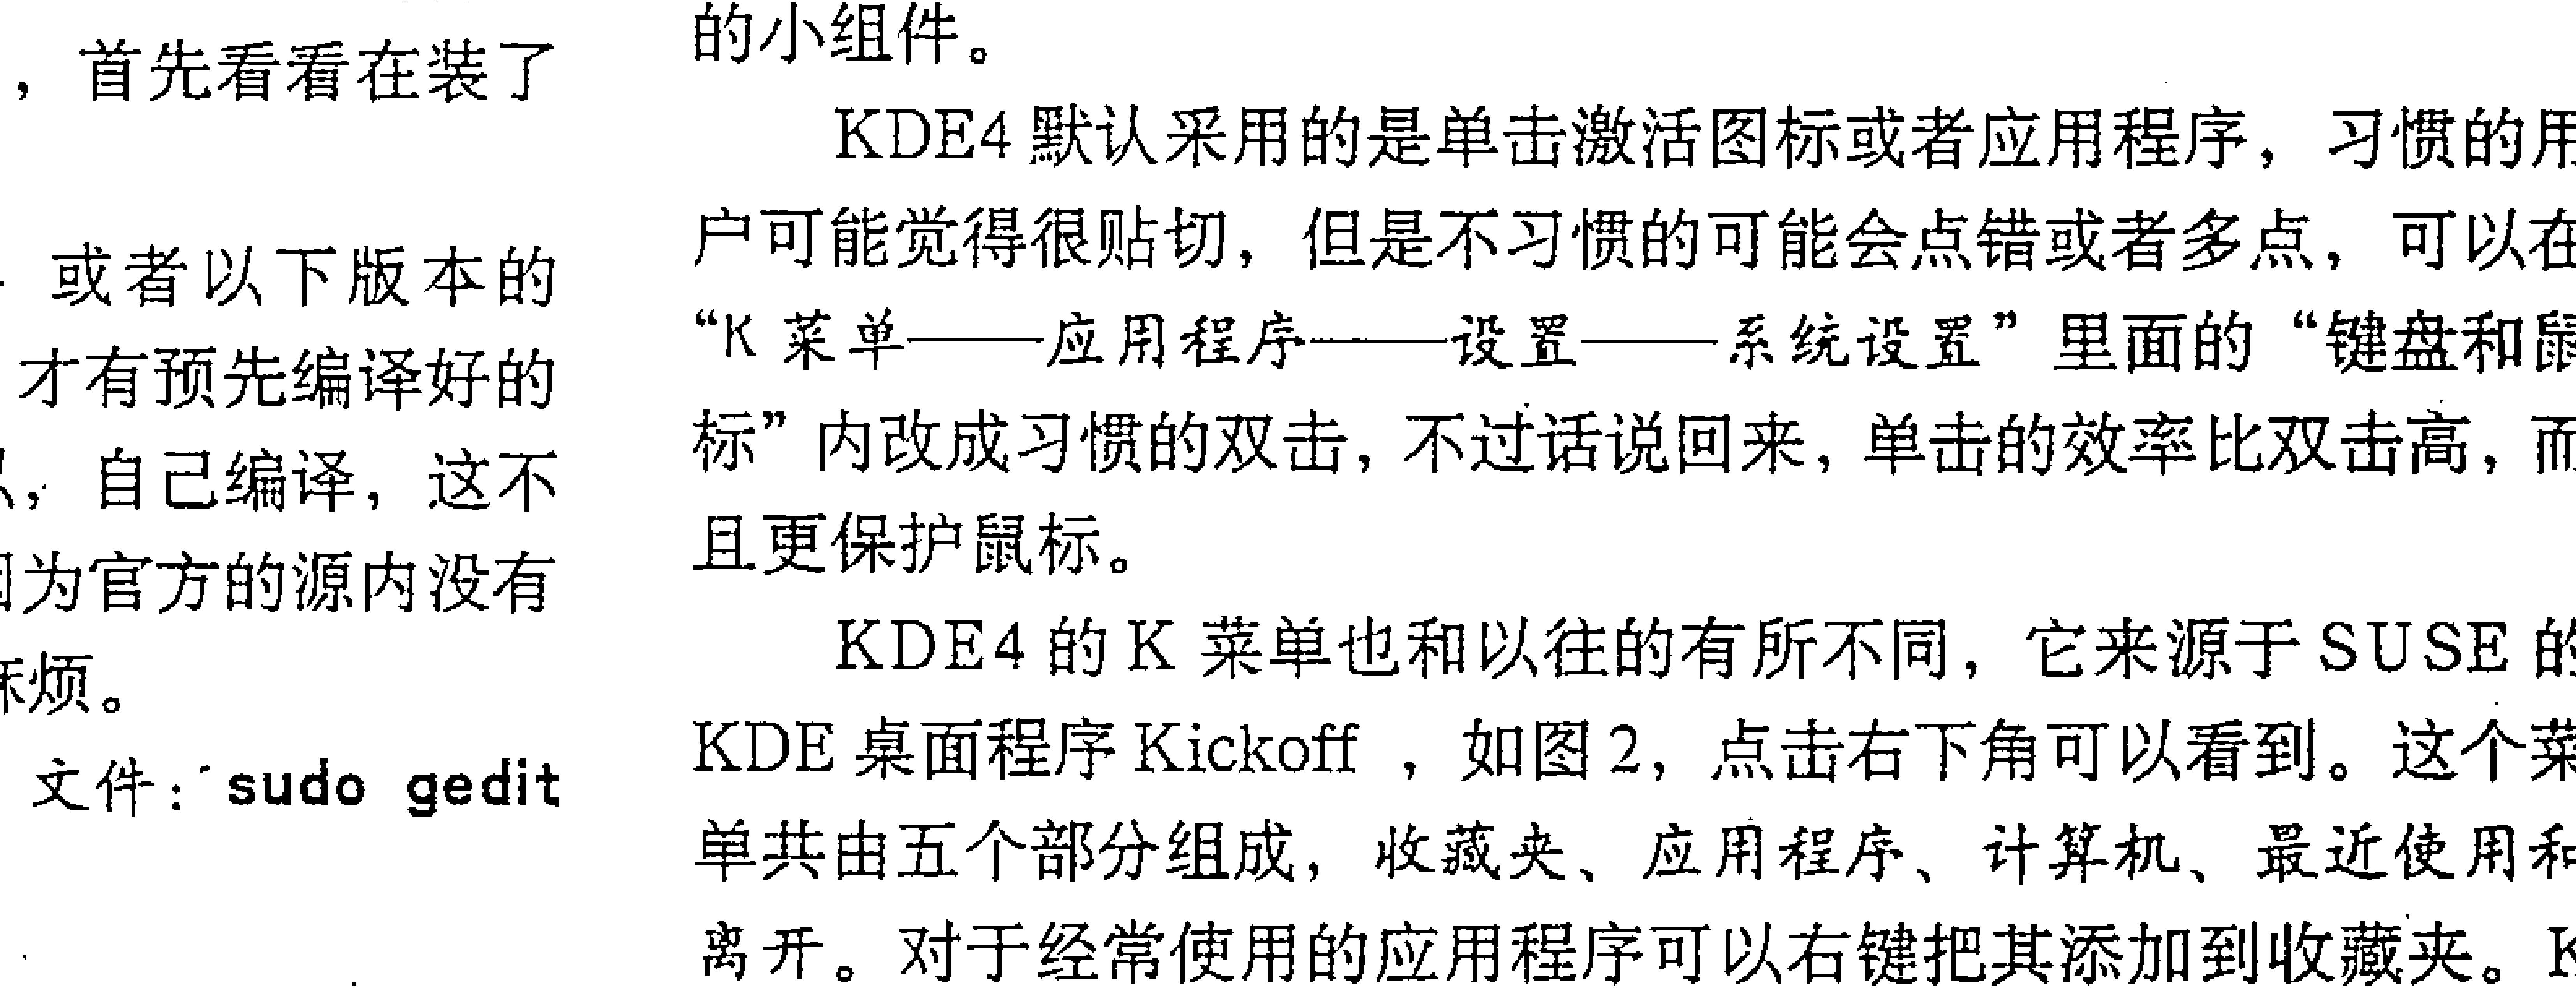 ，首先看看在装了
或者以下版本的
才有预先编译好的
，自己编译，这不
为官方的源内没有
烦。
文件：sudo gedit
的小组件。
KDE4 默认采用的是单击激活图标或者应用程序，习惯的用
户可能觉得很贴切，但是不习惯的可能会点错或者多点，可以在
“K 菜单——应用程序——设置——系统设置”里面的“键盘和鼠
标”内改成习惯的双击，不过话说回来，单击的效率比双击高，而
且更保护鼠标。
KDE4 的 K 菜单也和以往的有所不同，它来源于 SUSE 的
KDE 桌面程序 Kickoff ，如图 2，点击右下角可以看到。这个菜
单共由五个部分组成，收藏夹、应用程序、计算机、最近使用和
离开。对于经常使用的应用程序可以右键把其添加到收藏夹。K